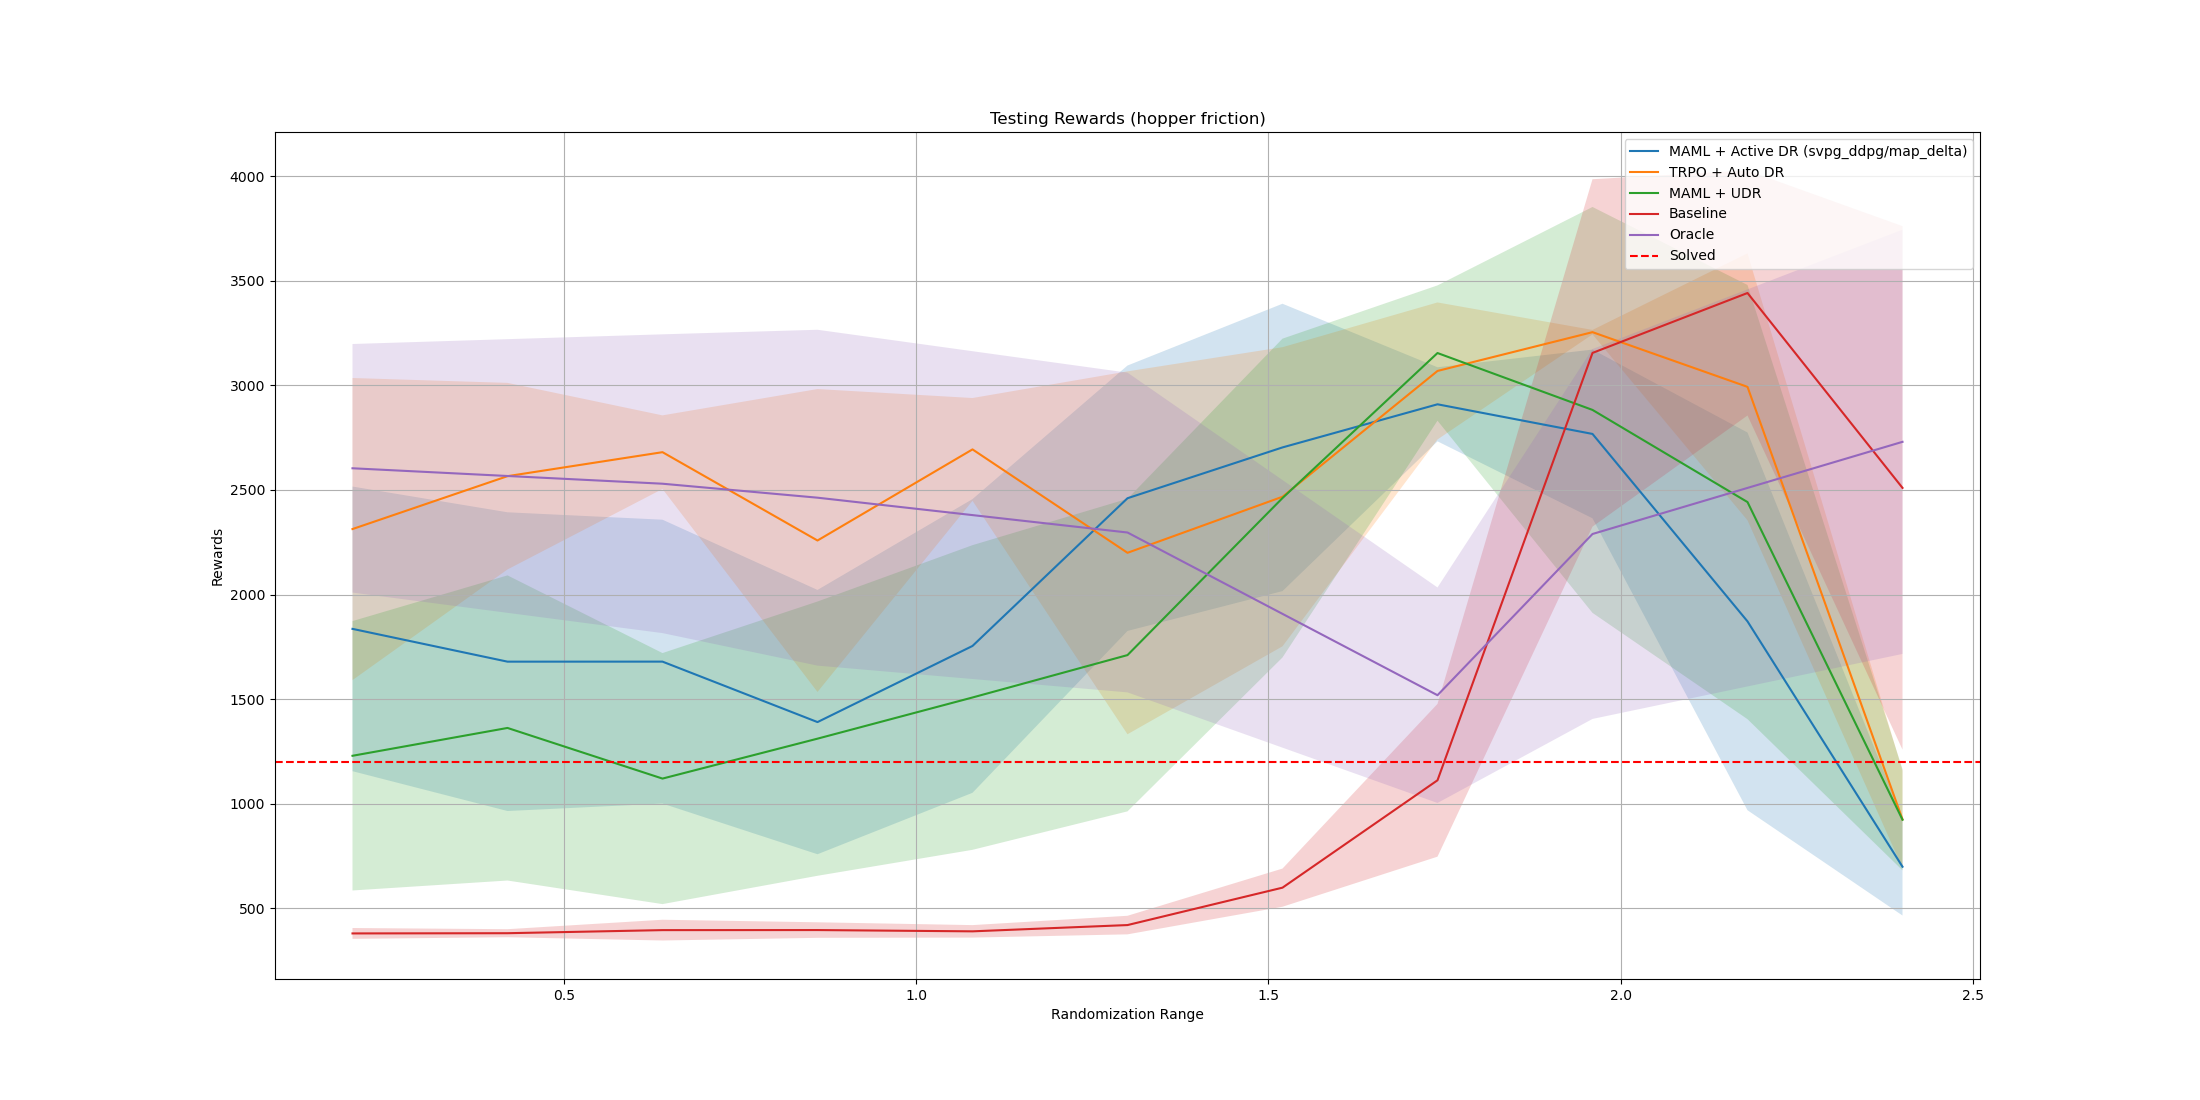 Testing Rewards (hopper friction)
MAML + Active DR (svpg_ddpg/map_delta)
TRPO + Auto DR
MAML + UDR
Baseline
Oracle
Solved
4000
3500
3000
2500
2000
1500
1000
500
Rewards
0.5 1.0 1.5 2.0 2.5
Randomization Range